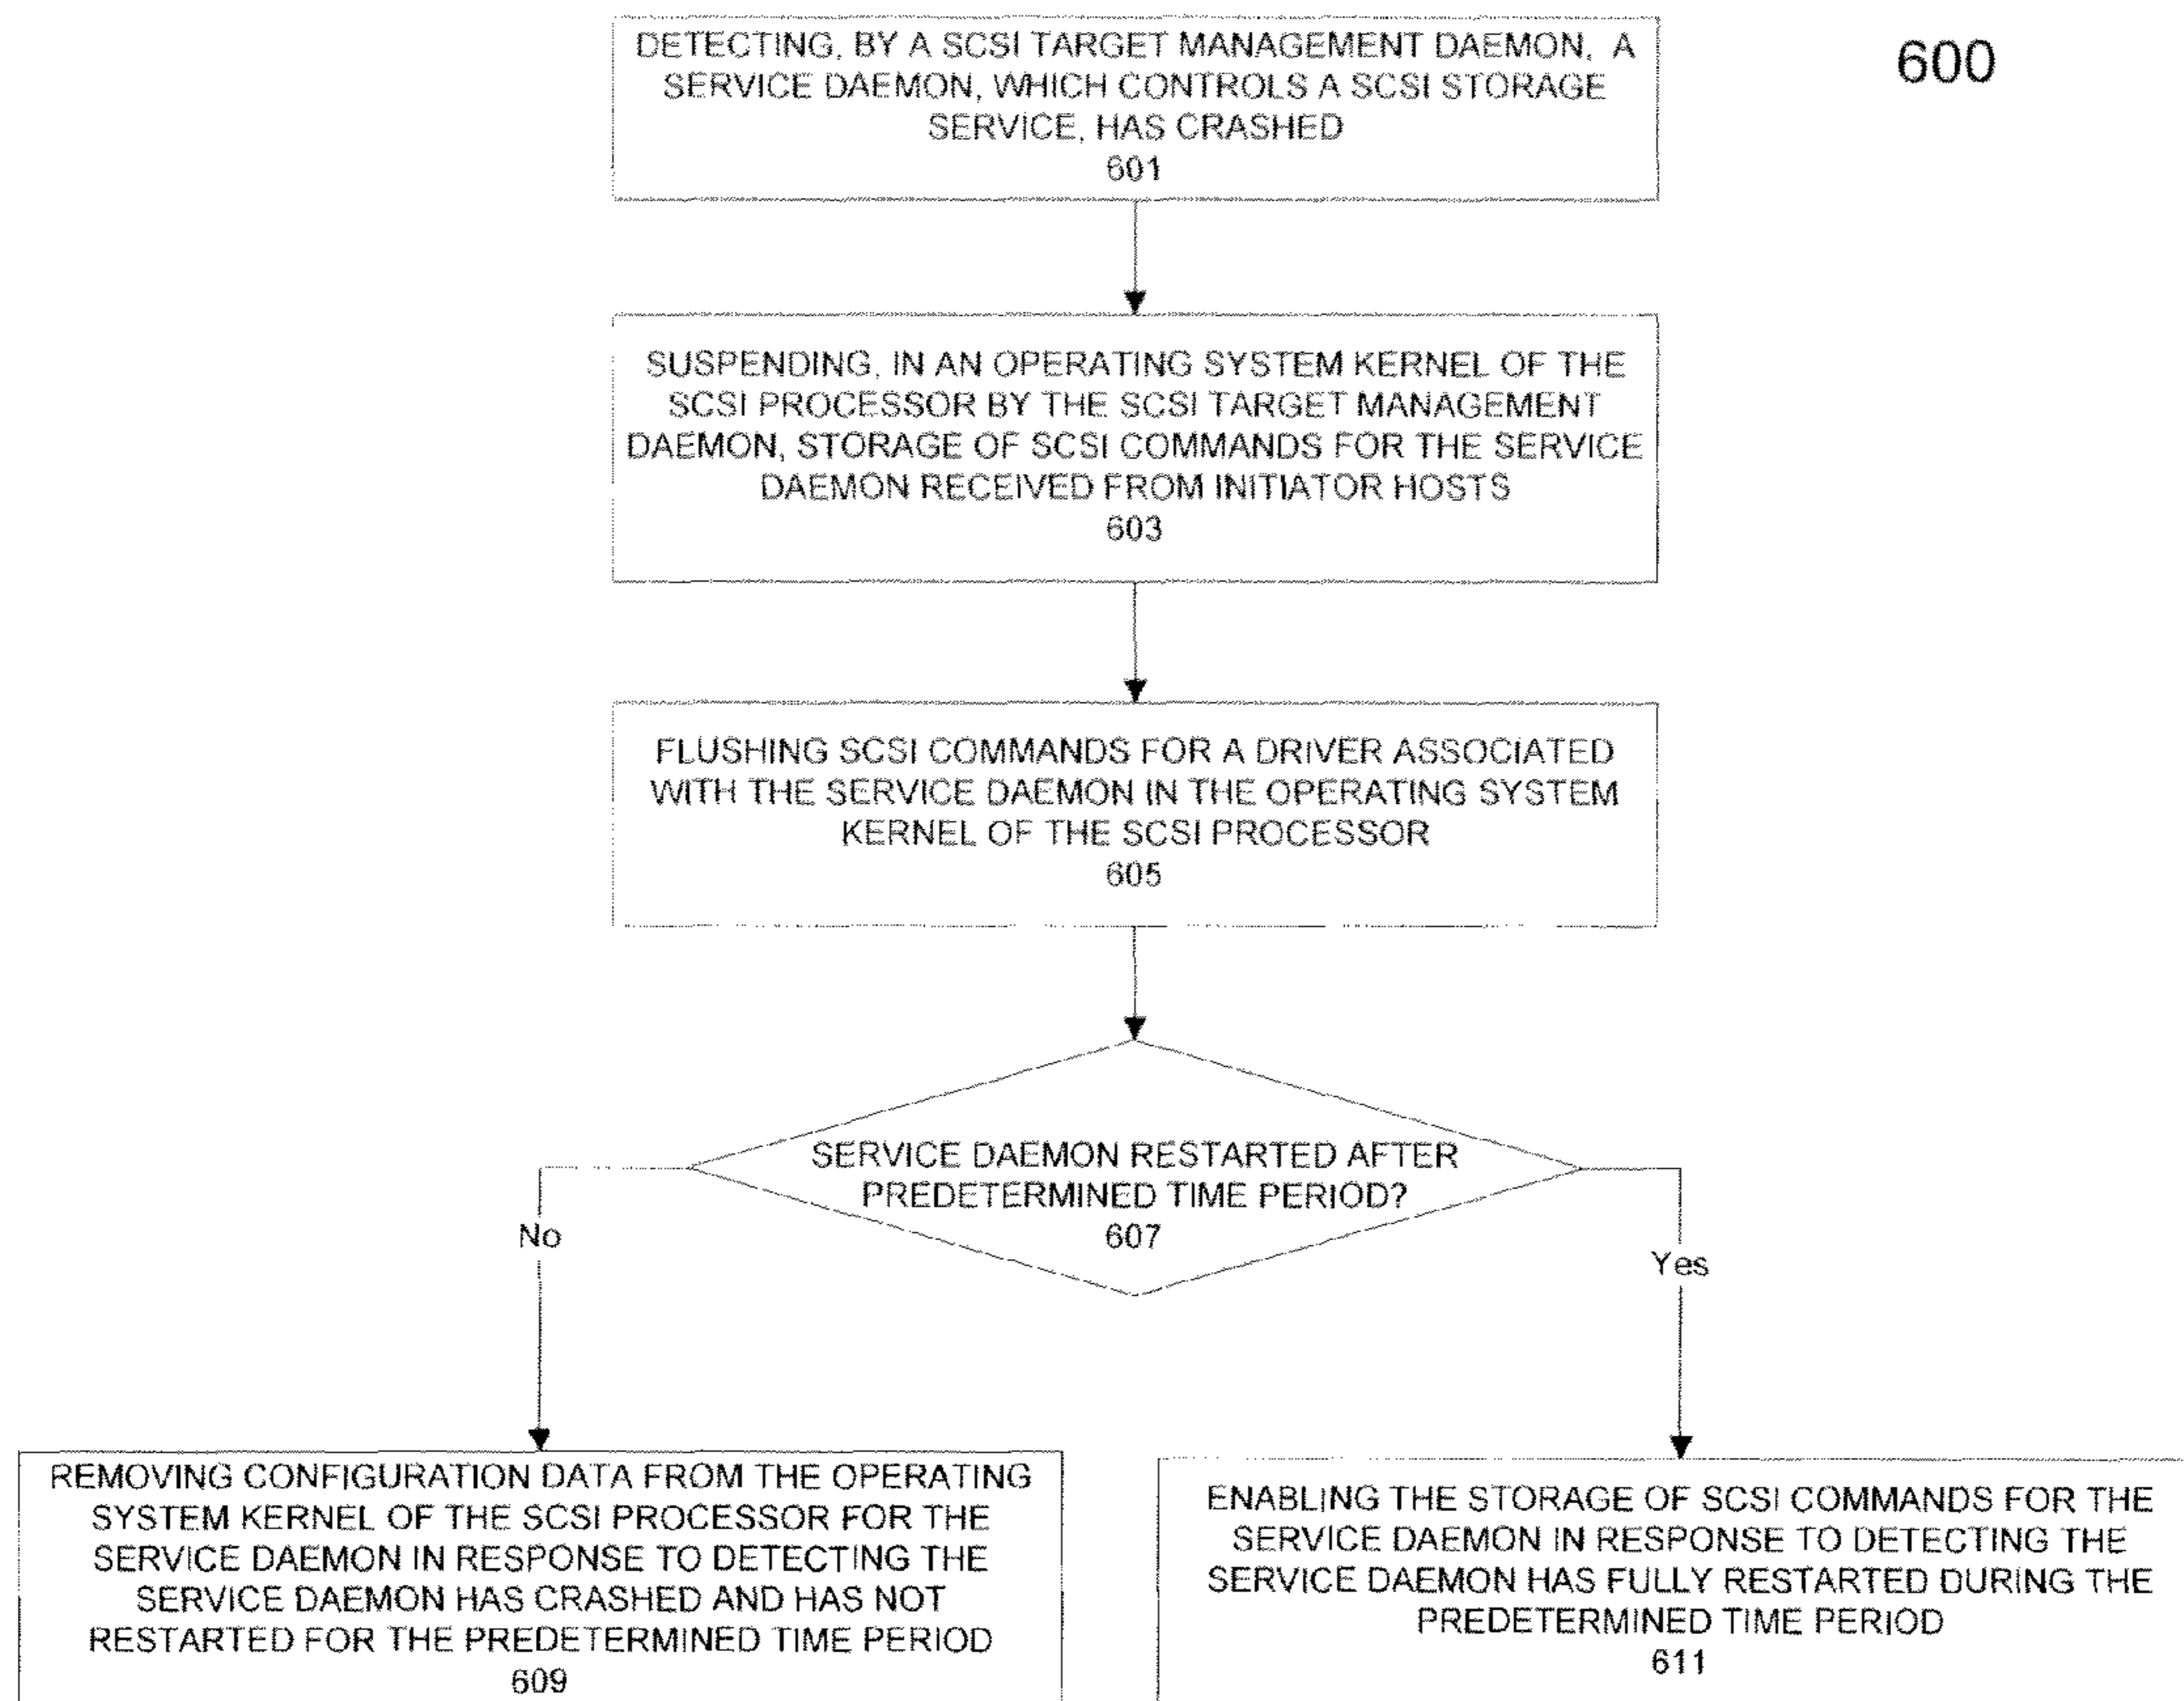 600
DETECTING, BY A SCSI TARGET MANAGEMENT DAEMON, A
SERVICE DAEMON, WHICH CONTROLS A SCSI STORAGE
SERVICE, HAS CRASHED
601
SUSPENDING, IN AN OPERATING SYSTEM KERNEL OF THE
SCSI PROCESSOR BY THE SCSI TARGET MANAGEMENT
DAEMON, STORAGE OF SCSI COMMANDS FOR THE SERVICE
DAEMON RECEIVED FROM INITIATOR HOSTS
603
FLUSHING SCSI COMMANDS FOR A DRIVER ASSOCIATED
WITH THE SERVICE DAEMON IN THE OPERATING SYSTEM
KERNEL OF THE SCSI PROCESSOR
605
SERVICE DAEMON RESTARTED AFTER
PREDETERMINED TIME PERIOD?
607
No
Yes
REMOVING CONFIGURATION DATA FROM THE OPERATING
SYSTEM KERNEL OF THE SCSI PROCESSOR FOR THE
SERVICE DAEMON IN RESPONSE TO DETECTING THE
SERVICE DAEMON HAS CRASHED AND HAS NOT
RESTARTED FOR THE PREDETERMINED TIME PERIOD
609
ENABLING THE STORAGE OF SCSI COMMANDS FOR THE
SERVICE DAEMON IN RESPONSE TO DETECTING THE
SERVICE DAEMON HAS FULLY RESTARTED DURING THE
PREDETERMINED TIME PERIOD
611